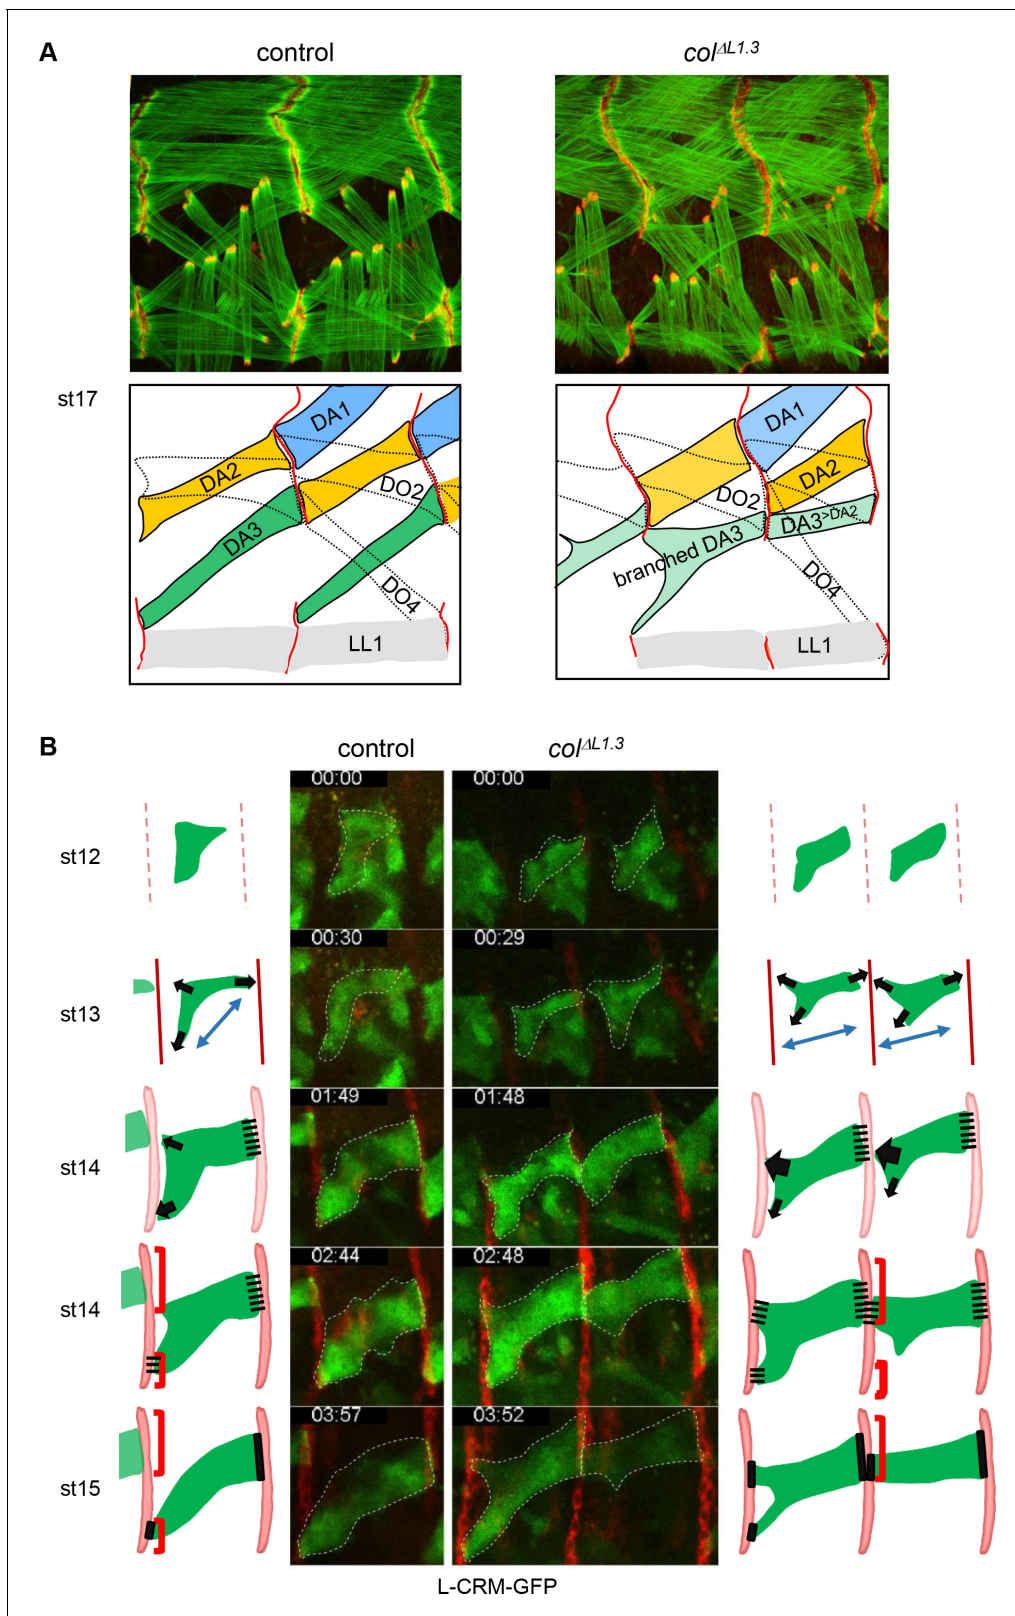 A
control
colΔL1.3
st17
DA1
DA2
DO2
DA3
DO4
LL1
DA1
DA2
DO2
DA3>DA2
branched DA3
DO4
LL1
B
control
colΔL1.3
00:00
00:00
st12
00:30
00:29
st13
01:49
01:48
st14
02:44
02:48
st14
03:57
03:52
st15
L-CRM-GFP